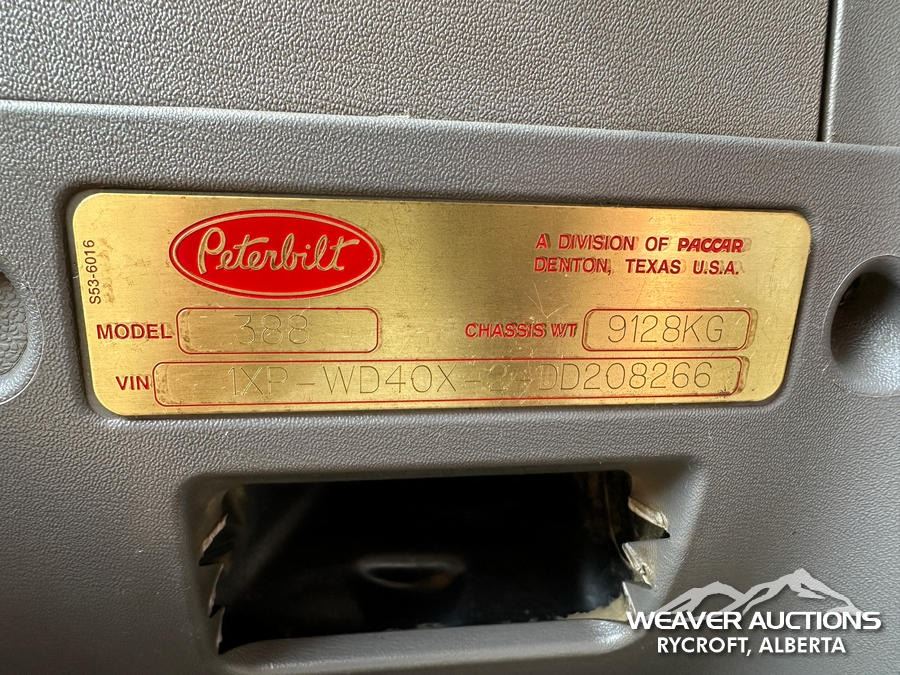 S53-6016
Peterbilt
A DIVISION OF PACCAR
DENTON, TEXAS U.S.A.
MODEL 388
CHASSIS WT 9128KG
VIN 1XP-WD40X-2-DD208266
WEAVER AUCTIONS
RYCROFT, ALBERTA